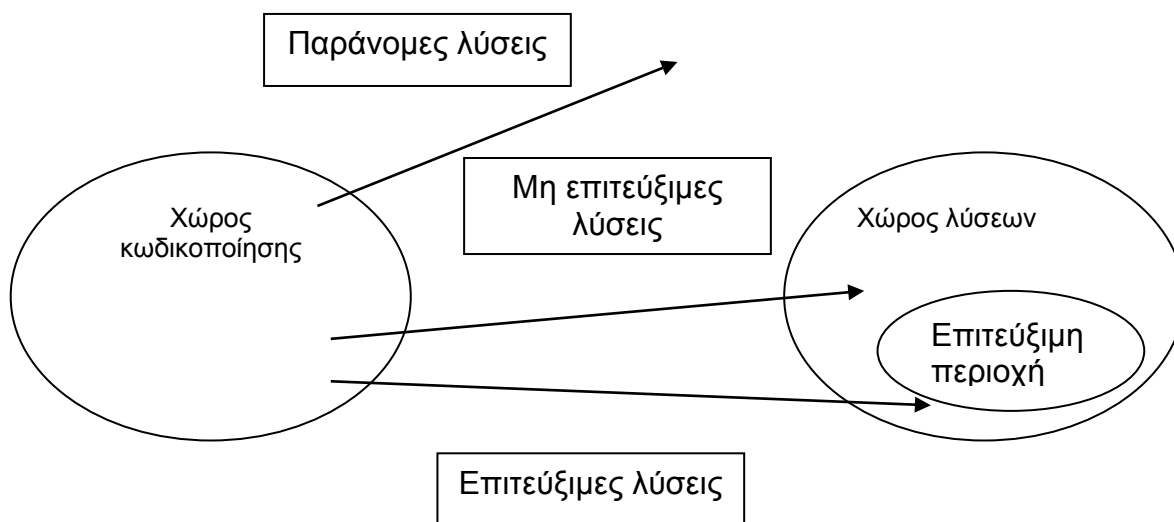 Παράνομες λύσεις
Μη επιτεύξιμες
λύσεις
Χώρος
κωδικοποίησης
Χώρος λύσεων
Επιτεύξιμη
περιοχή
Επιτεύξιμες λύσεις